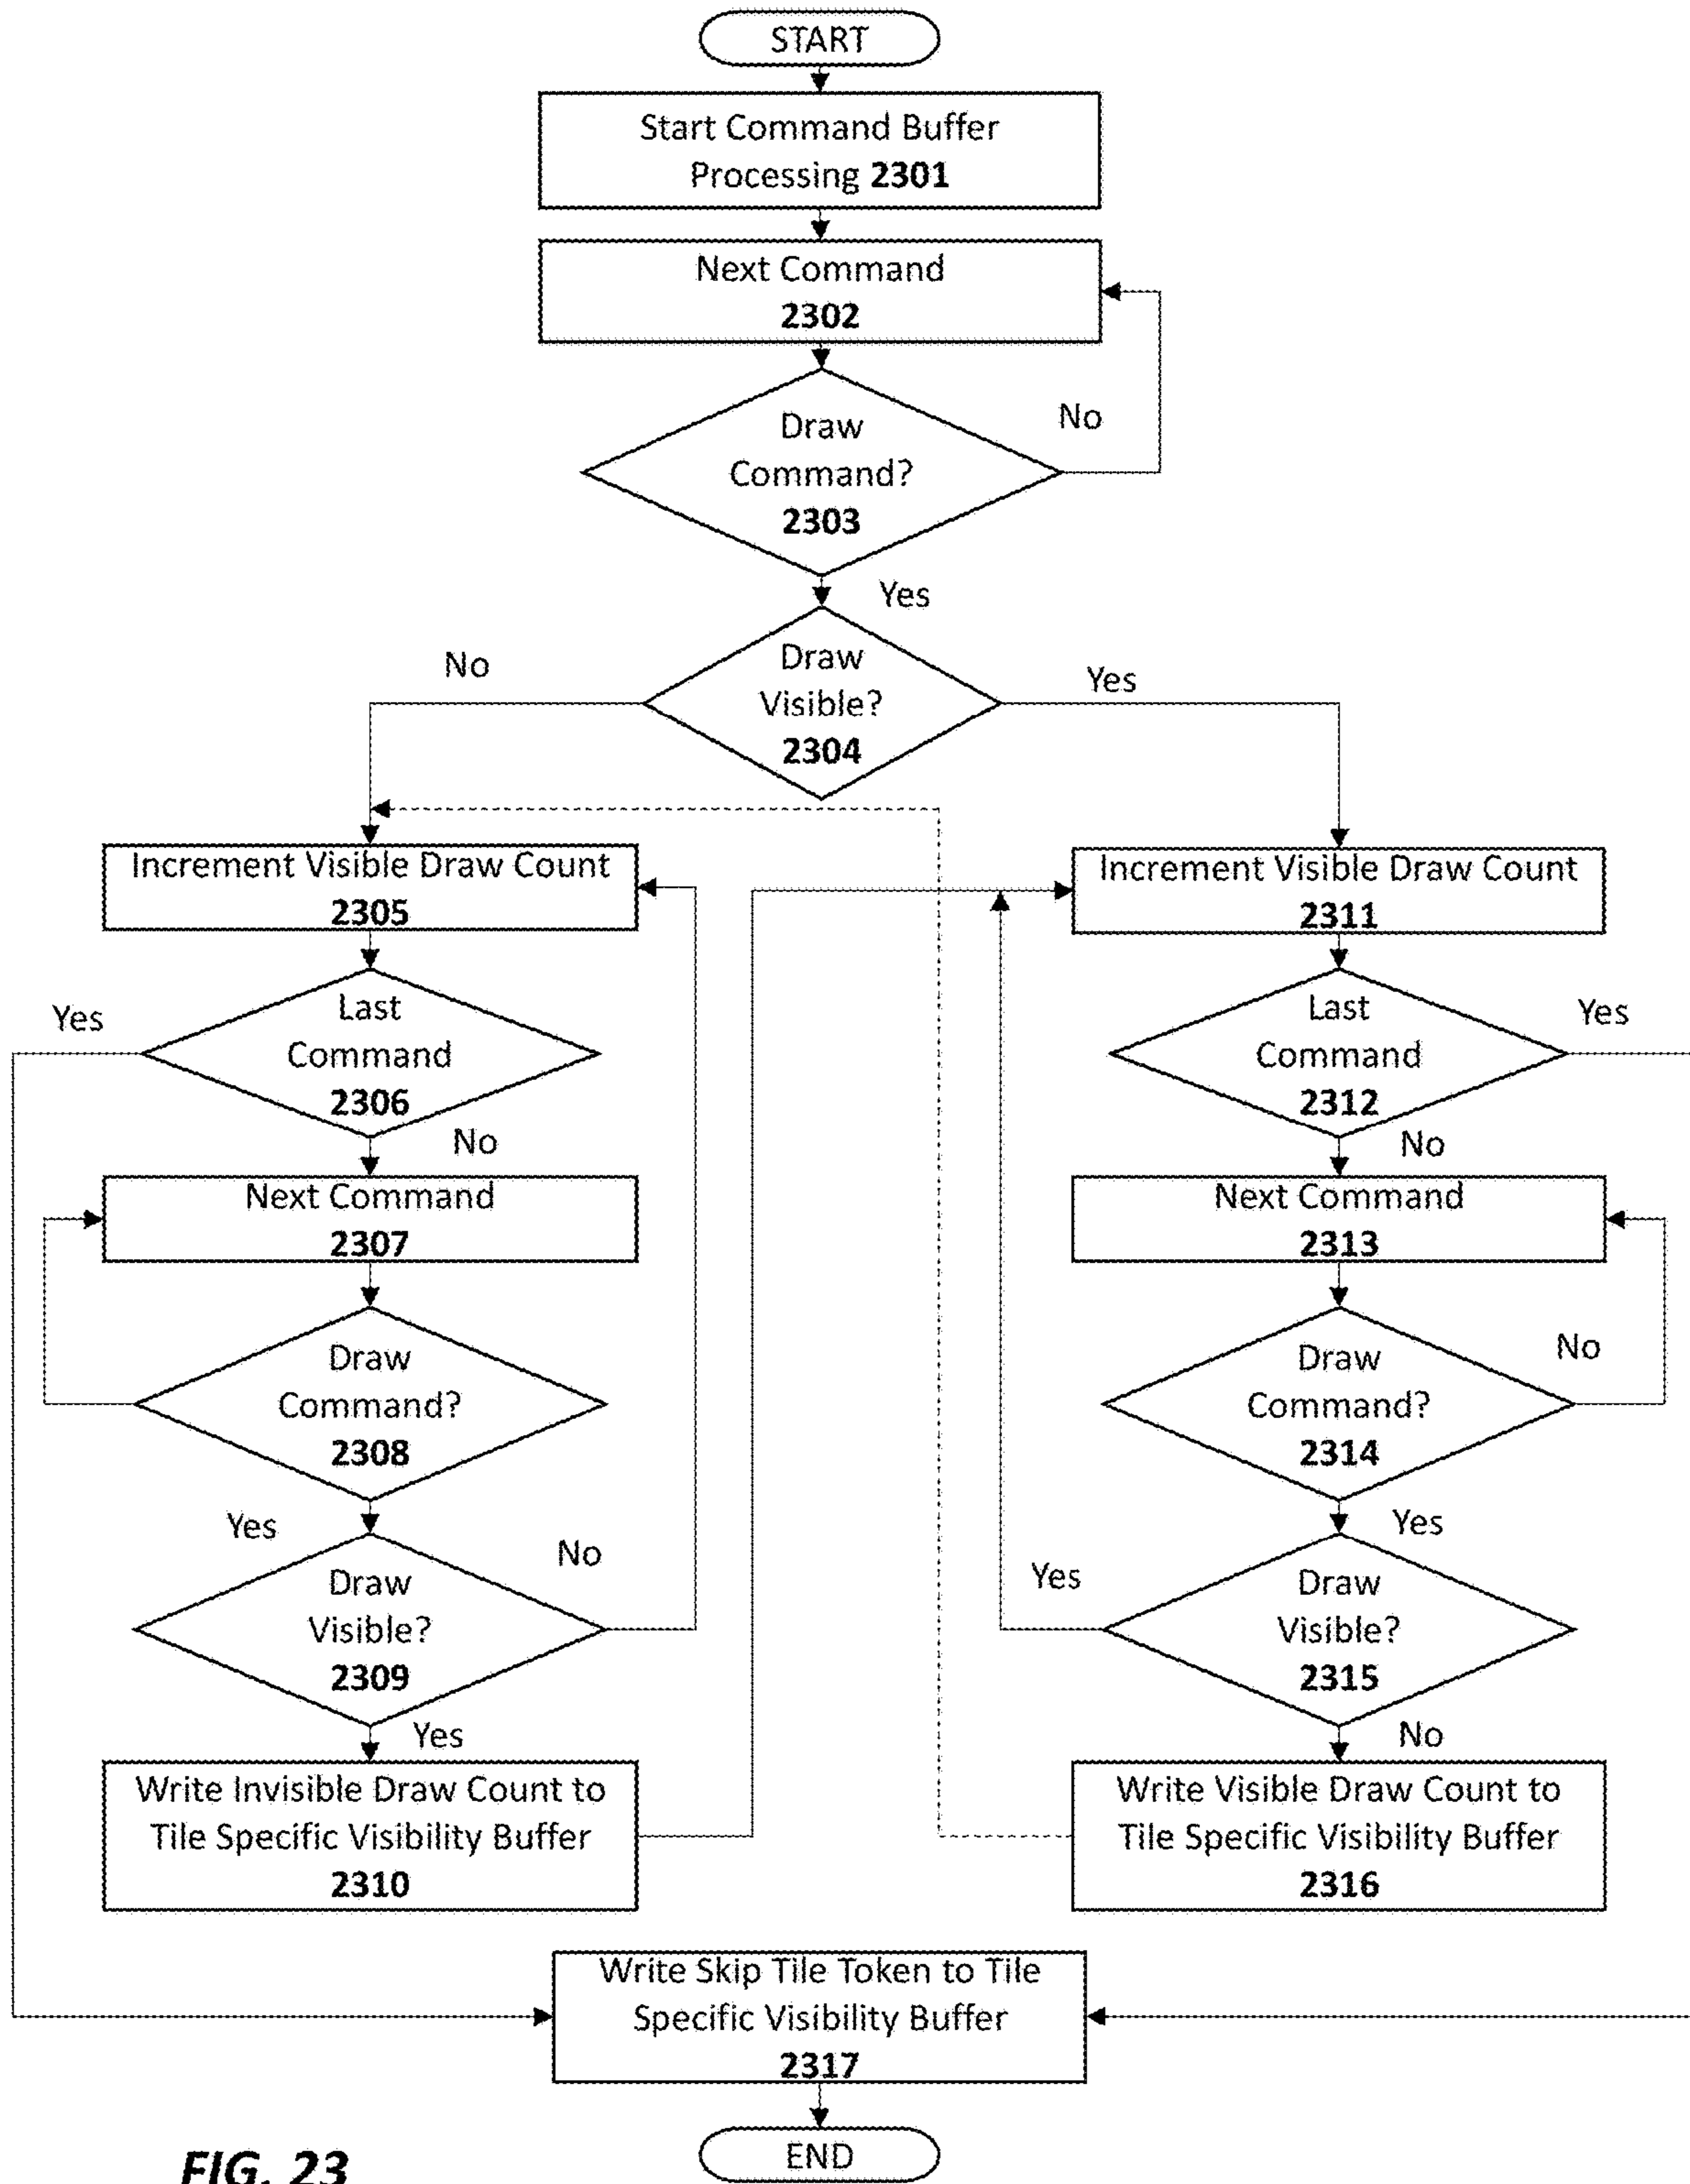 START
Start Command Buffer
Processing 2301
Next Command
2302
Draw
Command?
2303
No
Yes
Draw
Visible?
2304
No
Yes
Increment Visible Draw Count
2305
Increment Visible Draw Count
2311
Last
Command
2306
Yes
No
Last
Command
2312
Yes
No
Next Command
2307
Next Command
2313
Draw
Command?
2308
Yes
Draw
Command?
2314
No
Yes
Draw
Visible?
2309
No
Yes
Draw
Visible?
2315
Yes
No
Write Invisible Draw Count to
Tile Specific Visibility Buffer
2310
Write Visible Draw Count to
Tile Specific Visibility Buffer
2316
Write Skip Tile Token to Tile
Specific Visibility Buffer
2317
END
FIG. 23